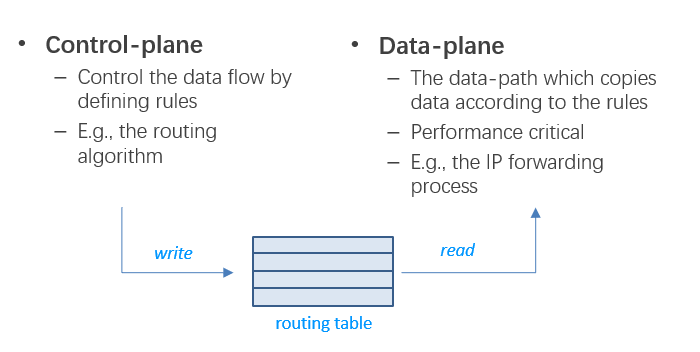 • Control-plane
– Control the data flow by
defining rules
– E.g., the routing
algorithm
• Data-plane
– The data-path which copies
data according to the rules
– Performance critical
– E.g., the IP forwarding
process
write
read
routing table